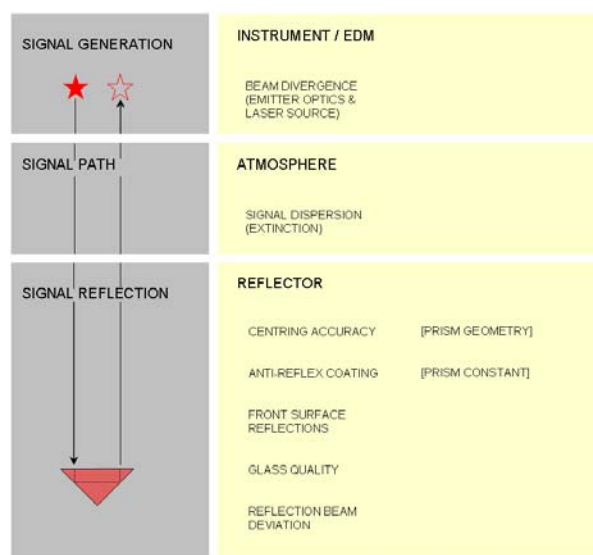 SIGNAL GENERATION
INSTRUMENT / EDM
BEAM DIVERGENCE
(EMITTER OPTICS &
LASER SOURCE)
SIGNAL PATH
ATMOSPHERE
SIGNAL DISPERSION
(EXTINCTION)
SIGNAL REFLECTION
REFLECTOR
CENTRING ACCURACY [PRISM GEOMETRY]
ANTI-REFLEX COATING [PRISM CONSTANT]
FRONT SURFACE
REFLECTIONS
GLASS QUALITY
REFLECTION BEAM
DEVIATION